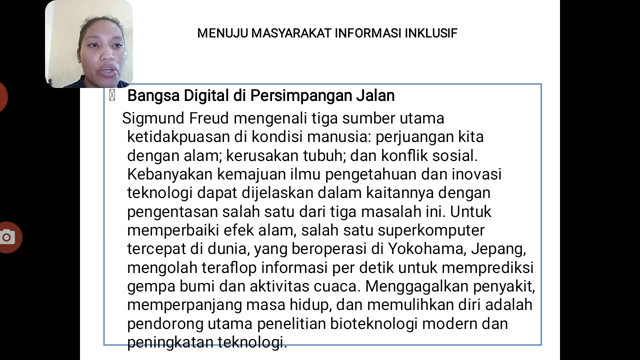 MENUJU MASYARAKAT INFORMASI INKLUSIF
Bangsa Digital di Persimpangan Jalan
Sigmund Freud mengenali tiga sumber utama
ketidakpuasan di kondisi manusia: perjuangan kita
dengan alam; kerusakan tubuh; dan konflik sosial.
Kebanyakan kemajuan ilmu pengetahuan dan inovasi
teknologi dapat dijelaskan dalam kaitannya dengan
pengentasan salah satu dari tiga masalah ini. Untuk
memperbaiki efek alam, salah satu superkomputer
tercepat di dunia, yang beroperasi di Yokohama, Jepang,
mengolah teraflop informasi per detik untuk memprediksi
gempa bumi dan aktivitas cuaca. Menggagalkan penyakit,
memperpanjang masa hidup, dan memulihkan diri adalah
pendorong utama penelitian bioteknologi modern dan
peningkatan teknologi.